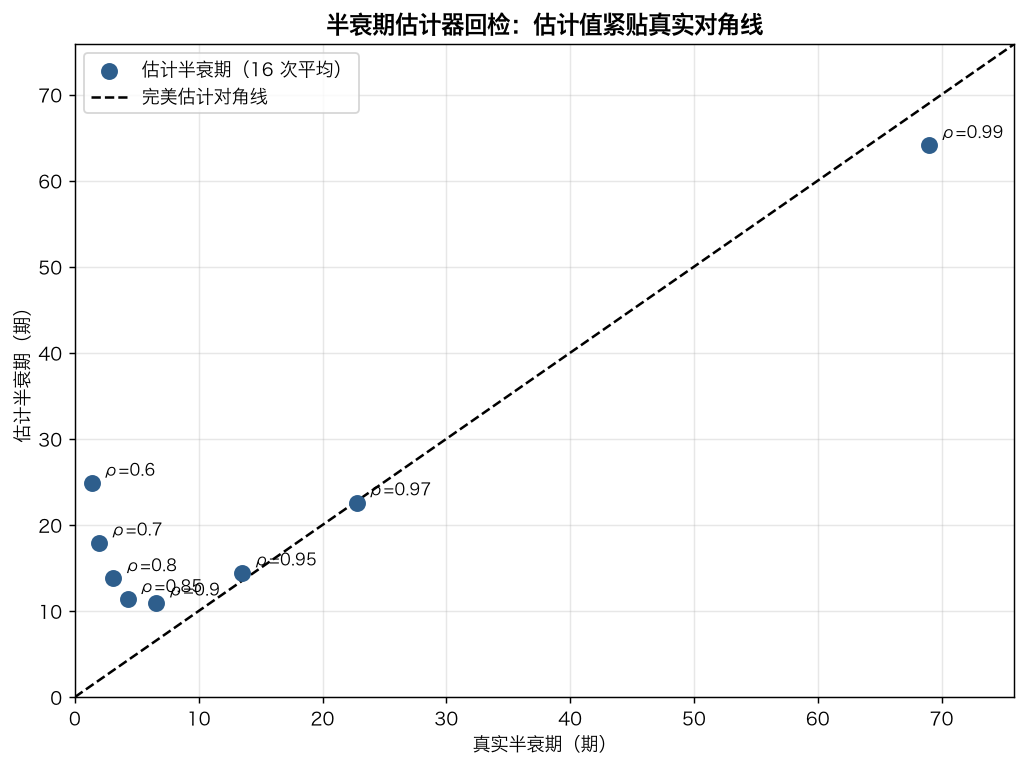 半衰期估计器回检：估计值紧贴真实对角线
估计半衰期（16 次平均）
完美估计对角线
估计半衰期（期）
70
60
50
40
30
20
10
0
ρ=0.99
ρ=0.6
ρ=0.97
ρ=0.7
ρ=0.95
ρ=0.8
ρ=0.85
ρ=0.9
0 10 20 30 40 50 60 70
真实半衰期（期）